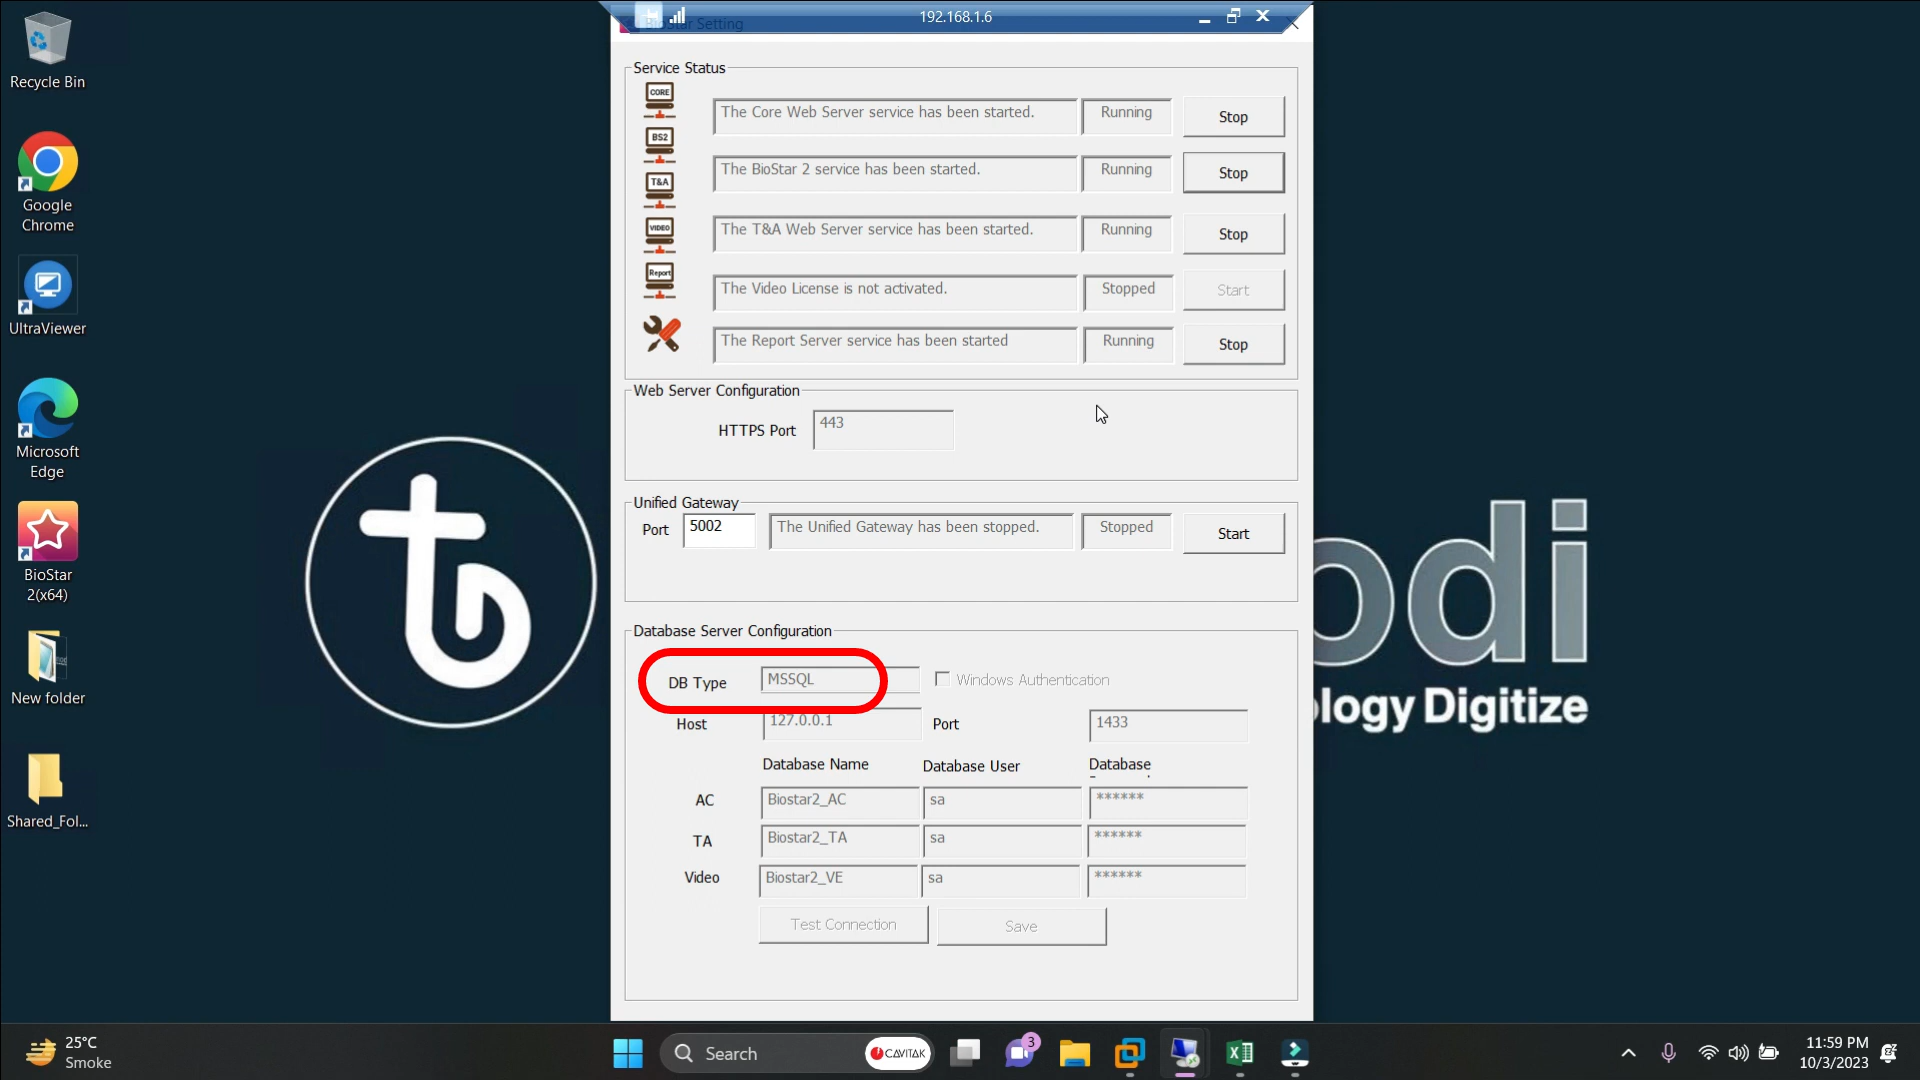 192.168.1.6
BioStar Setting
Recycle Bin
Google
Chrome
UltraViewer
Microsoft
Edge
BioStar
2(x64)
New folder
Shared_Fol...
Service Status
CORE
The Core Web Server service has been started.
Running
Stop
BS2
The BioStar 2 service has been started.
Running
Stop
T&A
The T&A Web Server service has been started.
Running
Stop
VIDEO
The Video License is not activated.
Stopped
Start
Report
The Report Server service has been started
Running
Stop
Web Server Configuration
HTTPS Port
443
Unified Gateway
Port
5002
The Unified Gateway has been stopped.
Stopped
Start
Database Server Configuration
DB Type
MSSQL
Windows Authentication
Host
127.0.0.1
Port
1433
Database Name
Database User
Database
AC
Biostar2_AC
sa
******
TA
Biostar2_TA
sa
******
Video
Biostar2_VE
sa
******
Test Connection
Save
odi
logy Digitize
25°C
Smoke
Search
CAVITAK
3
11:59 PM
10/3/2023